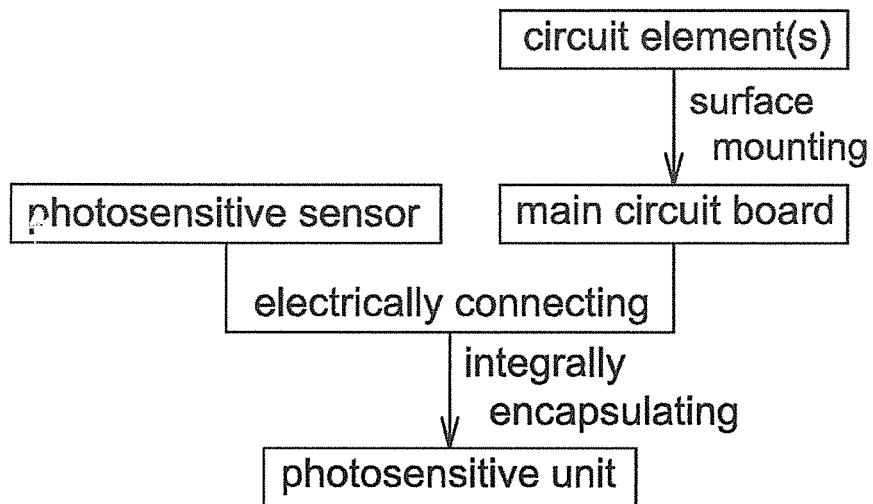 circuit element(s)
surface
mounting
photosensitive sensor
main circuit board
electrically connecting
integrally
encapsulating
photosensitive unit